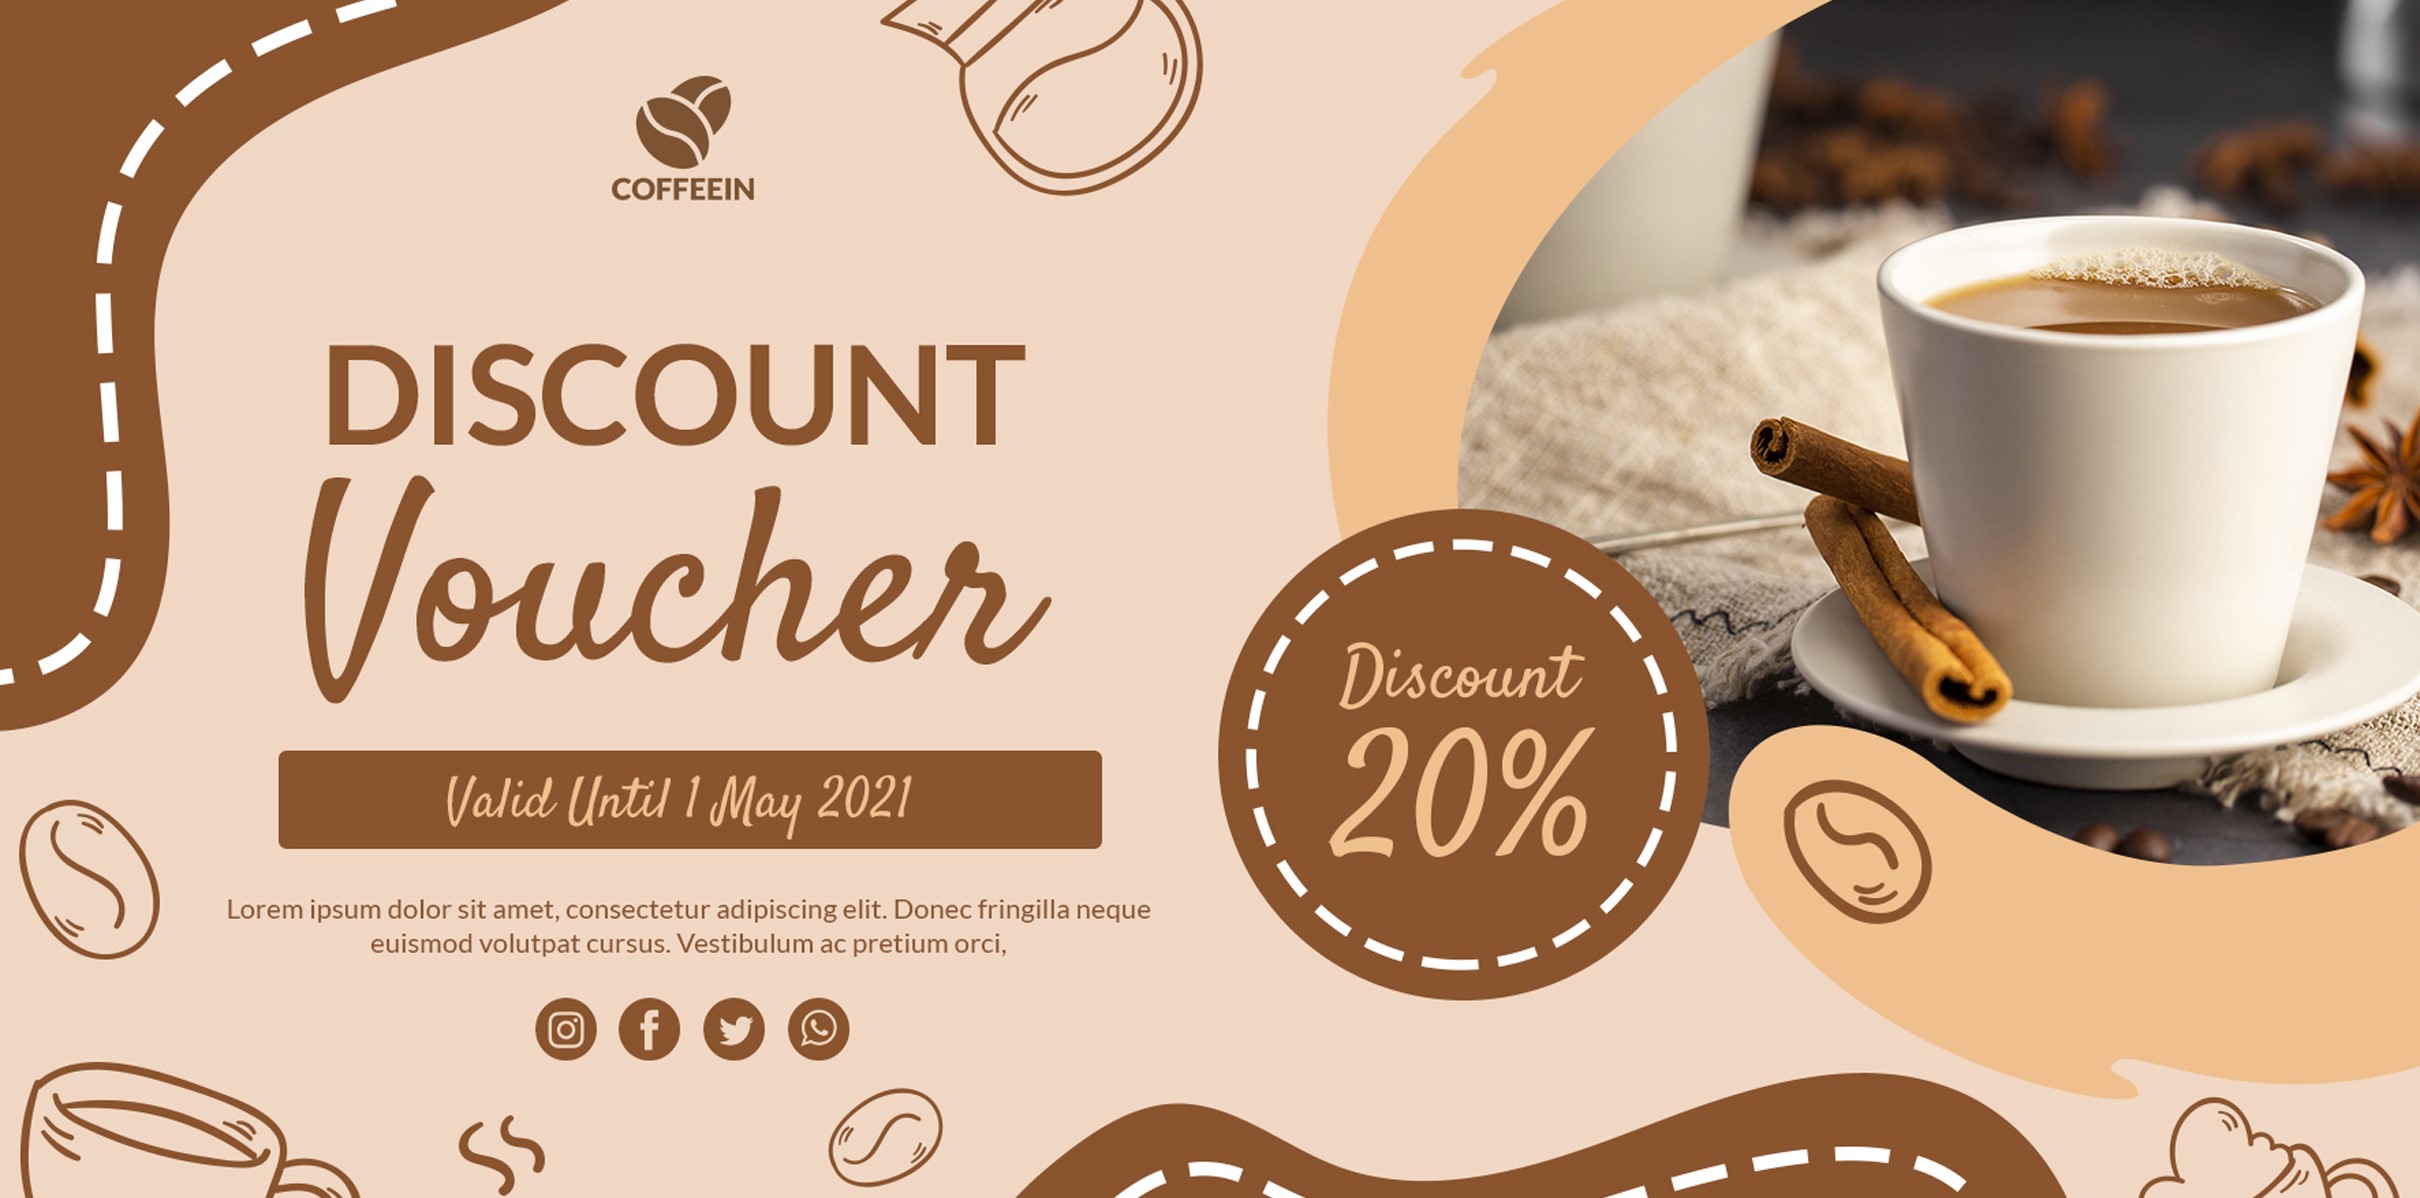 COFFEEIN
DISCOUNT
Voucher
Valid Until 1 May 2021
Lorem ipsum dolor sit amet, consectetur adipiscing elit. Donec fringilla neque
euismod volutpat cursus. Vestibulum ac pretium orci,
Discount
20%